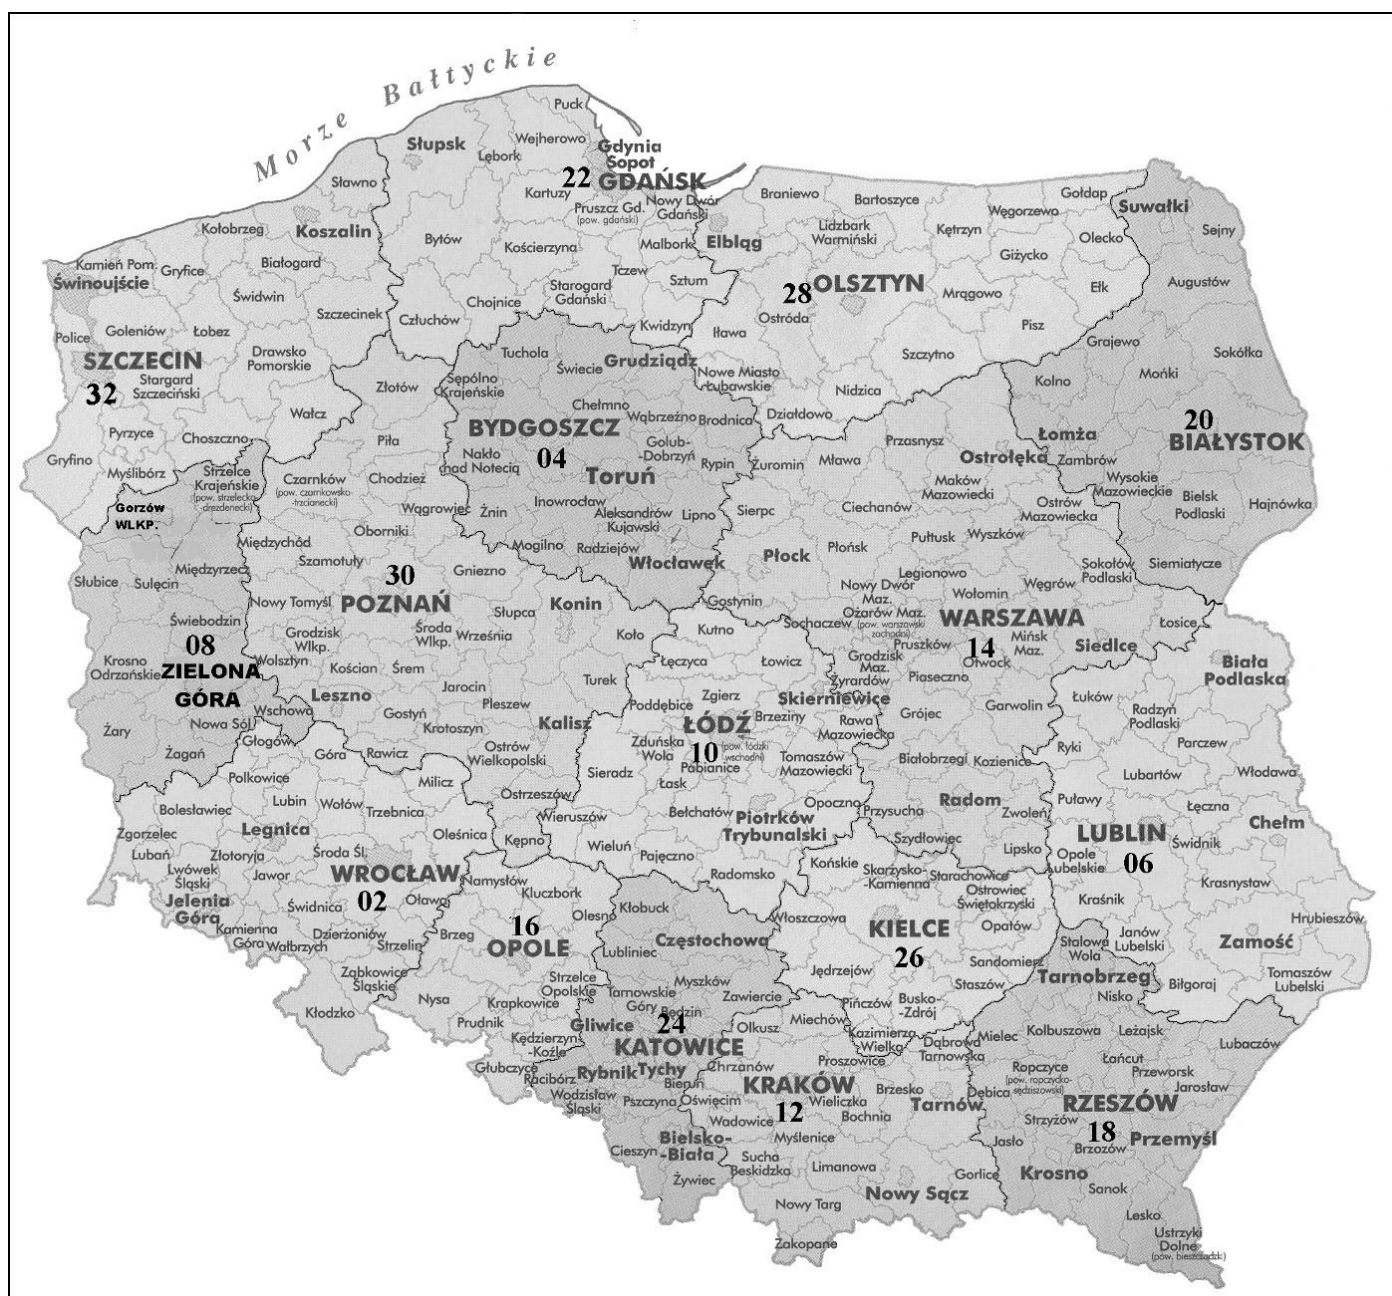 Morze Bałtyckie
Puck
Wejherowo
Słupsk
Lębork
Gdynia
Sopot
22 GDAŃSK
Sławno
Kartuzy
Nowy Dwór
Gdański
Pruszcz Gd.
(pow. gdański)
Braniewo
Bartoszyce
Gołdap
Węgorzewo
Suwałki
Sejny
Kołobrzeg
Koszalin
Bytów
Kościerzyna
Malbork
Elbląg
Lidzbark
Warmiński
Kętrzyn
Olecko
Giżycko
Kamień Pom.
Świnoujście
Gryfice
Białogard
Tczew
Sztum
Starogard
Gdański
28 OLSZTYN
Mrągowo
Ełk
Augustów
Świdwin
Szczecinek
Chojnice
Człuchów
Kwidzyn
Iława
Ostróda
Pisz
Police
Goleniów
Łobez
SZCZECIN
32
Stargard
Szczeciński
Drawsko
Pomorskie
Złotów
Sępólno
Krajeńskie
Tuchola
Świecie
Grudziądz
Nowe Miasto
Łubawskie
Szczytno
Nidzica
Grajewo
Kolno
Mońki
Sokółka
Wałcz
Chełmno
Wąbrzeźno
Brodnica
Działdowo
20
BIAŁYSTOK
Pyrzyce
Choszczno
Piła
BYDGOSZCZ
04
Golub-
-Dobrzyń
Przasnysz
Łomża
Gryfino
Myślibórz
Strzelce
Krajeńskie
(pow. strzelecko
-drezdenecki)
Czarnków
(pow. czarnkowsko
-trzcianecki)
Chodzież
Nakło
nad Notecią
Toruń
Rypin
Żuromin
Mława
Ostrołęka
Zambrów
Wysokie
Mazowieckie
Gorzów
WLKP.
Wągrowiec
Żnin
Inowrocław
Aleksandrów
Kujawski
Lipno
Sierpc
Ciechanów
Maków
Mazowiecki
Ostrów
Mazowiecka
Bielsk
Podlaski
Hajnówka
Międzychód
Oborniki
Szamotuły
Mogilno
Radziejów
Włocławek
Płock
Płońsk
Pułtusk
Wyszków
Siemiatycze
Słubice
Sulęcin
Międzyrzecz
30
POZNAŃ
Gniezno
Słupca
Konin
Gostynin
Nowy Dwór
Maz.
Legionowo
Wołomin
Węgrów
Sokołów
Podlaski
Nowy Tomyśl
Świebodzin
Środa
Wlkp.
Września
Koło
Kutno
Sochaczew
Ożarów Maz.
(pow. warszawski
zachodni)
WARSZAWA
14
Łosice
08
ZIELONA
GÓRA
Grodzisk
Wlkp.
Wolsztyn
Kościan
Śrem
Łęczyca
Łowicz
Grodzisk
Maz.
Pruszków
Żyrardów
Otwock
Mińsk
Maz.
Siedlce
Biała
Podlaska
Krosno
Odrzańskie
Leszno
Jarocin
Pleszew
Turek
Poddębice
Zgierz
Skierniewice
Piaseczno
Garwolin
Łuków
Radzyń
Podlaski
Wschowa
Nowa Sól
Gostyń
Krotoszyn
Kalisz
ŁÓDŹ
10
(pow. łódzki
wschodni)
Brzeziny
Rawa
Mazowiecka
Grójec
Żary
Żagań
Głogów
Góra
Rawicz
Ostrów
Wielkopolski
Zduńska
Wola
Pabianice
Tomaszów
Mazowiecki
Białobrzegi
Kozienice
Ryki
Parczew
Polkowice
Milicz
Sieradz
Łask
Lubartów
Włodawa
Bolesławiec
Lubin
Wołów
Trzebnica
Ostrzeszów
Wieruszów
Bełchatów
Piotrków
Trybunalski
Opoczno
Przysucha
Radom
Zwoleń
Puławy
Łęczna
Chełm
Zgorzelec
Legnica
Oleśnica
Kępno
Szydłowiec
LUBLIN
06
Świdnik
Lubań
Złotoryja
Środa Śl.
Wieluń
Pajęczno
Radomsko
Końskie
Skarżysko-
-Kamienna
Starachowice
Lipsko
Opole
Lubelskie
Lwówek
Śląski
Jawor
WROCŁAW
02
Namysłów
Kluczbork
Ostrowiec
Świętokrzyski
Krasnystaw
Jelenia
Góra
Świdnica
Oława
16
OPOLE
Olesno
Kłobuck
Włoszczowa
KIELCE
26
Opatów
Kraśnik
Hrubieszów
Kamienna
Góra
Wałbrzych
Dzierżoniów
Strzelin
Brzeg
Lubliniec
Częstochowa
Jędrzejów
Sandomierz
Staszów
Stalowa
Wola
Janów
Lubelski
Zamość
Ząbkowice
Śląskie
Strzelce
Opolskie
Myszków
Tarnobrzeg
Nisko
Biłgoraj
Tomaszów
Lubelski
Kłodzko
Nysa
Krapkowice
Tarnowskie
Góry
Będzin
Zawiercie
Pińczów
Busko-
-Zdrój
Prudnik
Gliwice
24
KATOWICE
Olkusz
Miechów
Kazimierza
Wielka
Dąbrowa
Tarnowska
Mielec
Kolbuszowa
Leżajsk
Lubaczów
Kędzierzyn
-Koźle
Głubczyce
Racibórz
Rybnik
Tychy
Chrzanów
Proszowice
Łańcut
Przeworsk
Ropczyce
(pow. ropczycko-
sędziszowski)
Jarosław
Wodzisław
Śląski
Pszczyna
Bieruń
Oświęcim
KRAKÓW
12
Wieliczka
Brzesko
Bochnia
Tarnów
Dębica
RZESZÓW
18
Wadowice
Myślenice
Strzyżów
Przemyśl
Cieszyn
Bielsko-
-Biała
Sucha
Beskidzka
Limanowa
Jasło
Brzozów
Żywiec
Nowy Sącz
Gorlice
Krosno
Sanok
Nowy Targ
Lesko
Zakopane
Ustrzyki
Dolne
(pow. bieszczadzki)